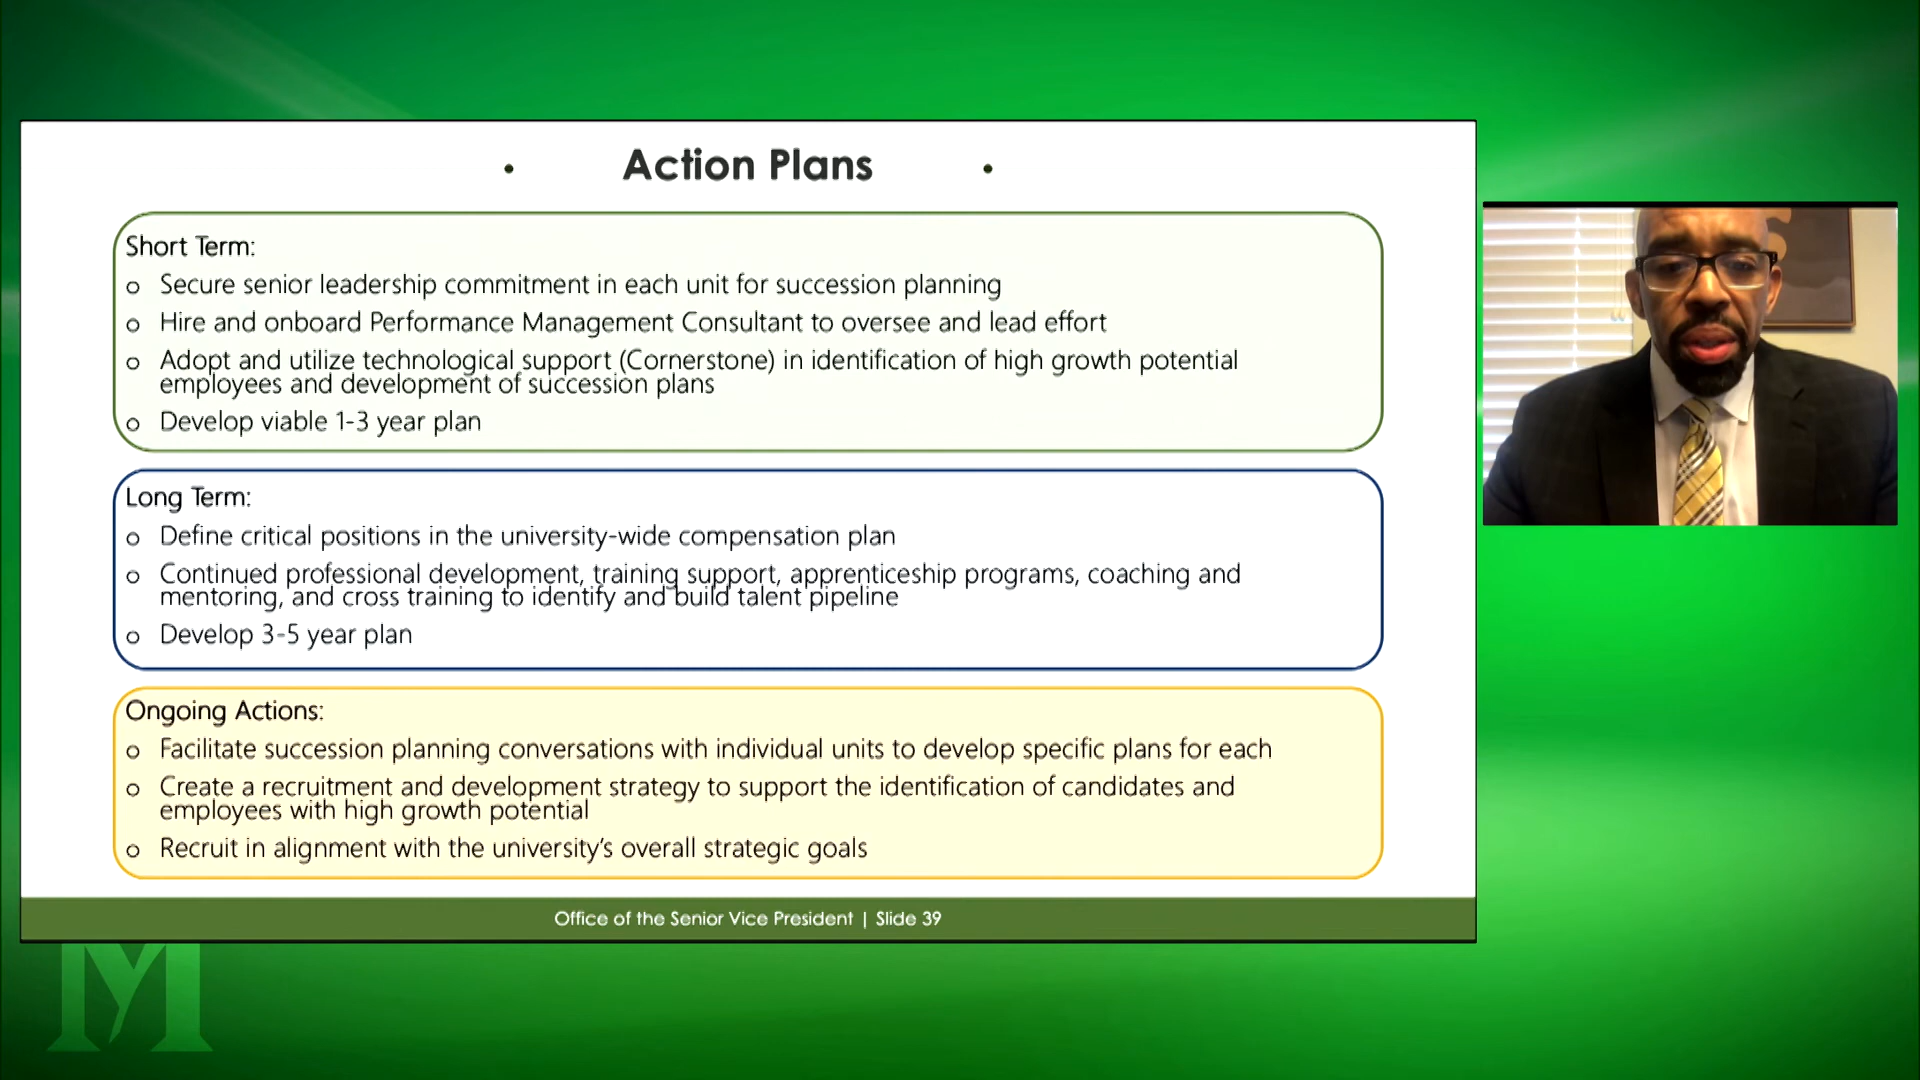 Action Plans
Short Term:
o Secure senior leadership commitment in each unit for succession planning
o Hire and onboard Performance Management Consultant to oversee and lead effort
o Adopt and utilize technological support (Cornerstone) in identification of high growth potential
employees and development of succession plans
o Develop viable 1-3 year plan
Long Term:
o Define critical positions in the university-wide compensation plan
o Continued professional development, training support, apprenticeship programs, coaching and
mentoring, and cross training to identify and build talent pipeline
o Develop 3-5 year plan
Ongoing Actions:
o Facilitate succession planning conversations with individual units to develop specific plans for each
o Create a recruitment and development strategy to support the identification of candidates and
employees with high growth potential
o Recruit in alignment with the university's overall strategic goals
Office of the Senior Vice President | Slide 39
M